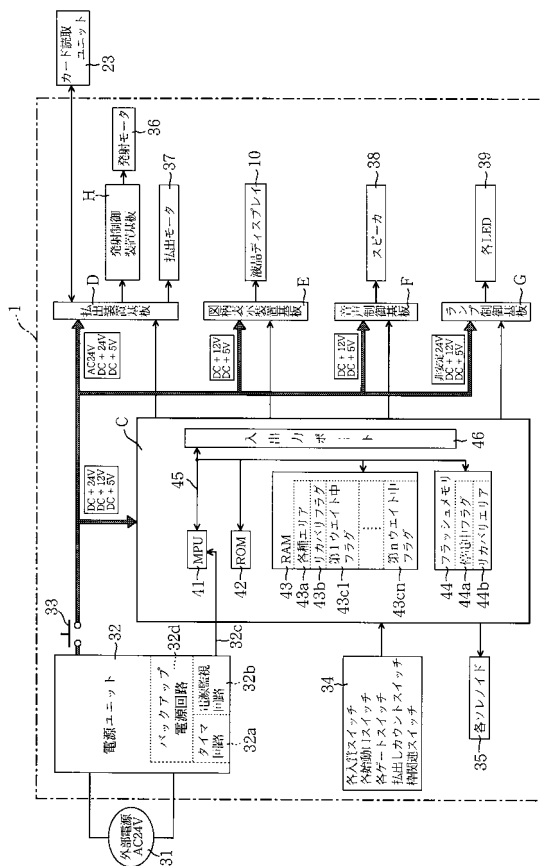 1
カード読取
ユニット
23
H
発射制御
装置基板
発射モータ
36
D
払出装置基板
払出モータ
37
AC24V
DC+24V
DC+12V
DC+5V
10
液晶ディスプレイ
図柄表示装置基板
E
DC+12V
DC+5V
38
スピーカ
音声制御基板
F
DC+12V
DC+5V
39
各LED
ランプ制御基板
G
非安定24V
DC+12V
DC+5V
DC+24V
DC+12V
DC+5V
33
C
入出力ポート
46
45
41
MPU
42
ROM
43
RAM
43a
各種エリア
43b
リカバリフラグ
43c1
第1ウエイト中
フラグ
……
43cn
第nウエイト中
フラグ
44
フラッシュメモリ
44a
停電中フラグ
44b
リカバリエリア
32
電源ユニット
32d
バックアップ
電源回路
32a
タイマ
回路
32b
電源監視
回路
32c
外部電源
AC24V
31
34
各入賞スイッチ
各始動口スイッチ
各ゲートスイッチ
払出しカウントスイッチ
枠関連スイッチ
35
各ソレノイド